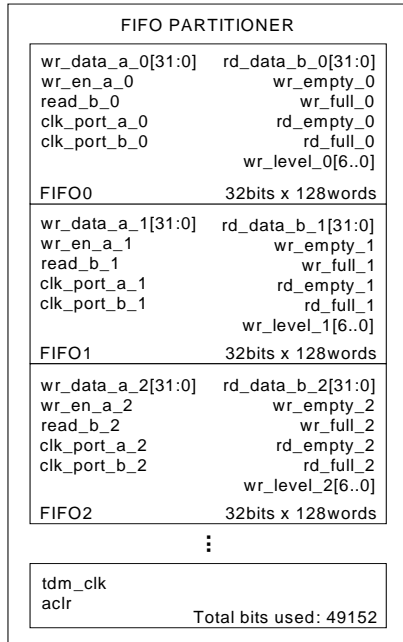 FIFO PARTITIONER
wr_data_a_0[31:0] rd_data_b_0[31:0]
wr_en_a_0 wr_empty_0
read_b_0 wr_full_0
clk_port_a_0 rd_empty_0
clk_port_b_0 rd_full_0
wr_level_0[6..0]
FIFO0 32bits x 128words
wr_data_a_1[31:0] rd_data_b_1[31:0]
wr_en_a_1 wr_empty_1
read_b_1 wr_full_1
clk_port_a_1 rd_empty_1
clk_port_b_1 rd_full_1
wr_level_1[6..0]
FIFO1 32bits x 128words
wr_data_a_2[31:0] rd_data_b_2[31:0]
wr_en_a_2 wr_empty_2
read_b_2 wr_full_2
clk_port_a_2 rd_empty_2
clk_port_b_2 rd_full_2
wr_level_2[6..0]
FIFO2 32bits x 128words
⋮
tdm_clk
aclr
Total bits used: 49152